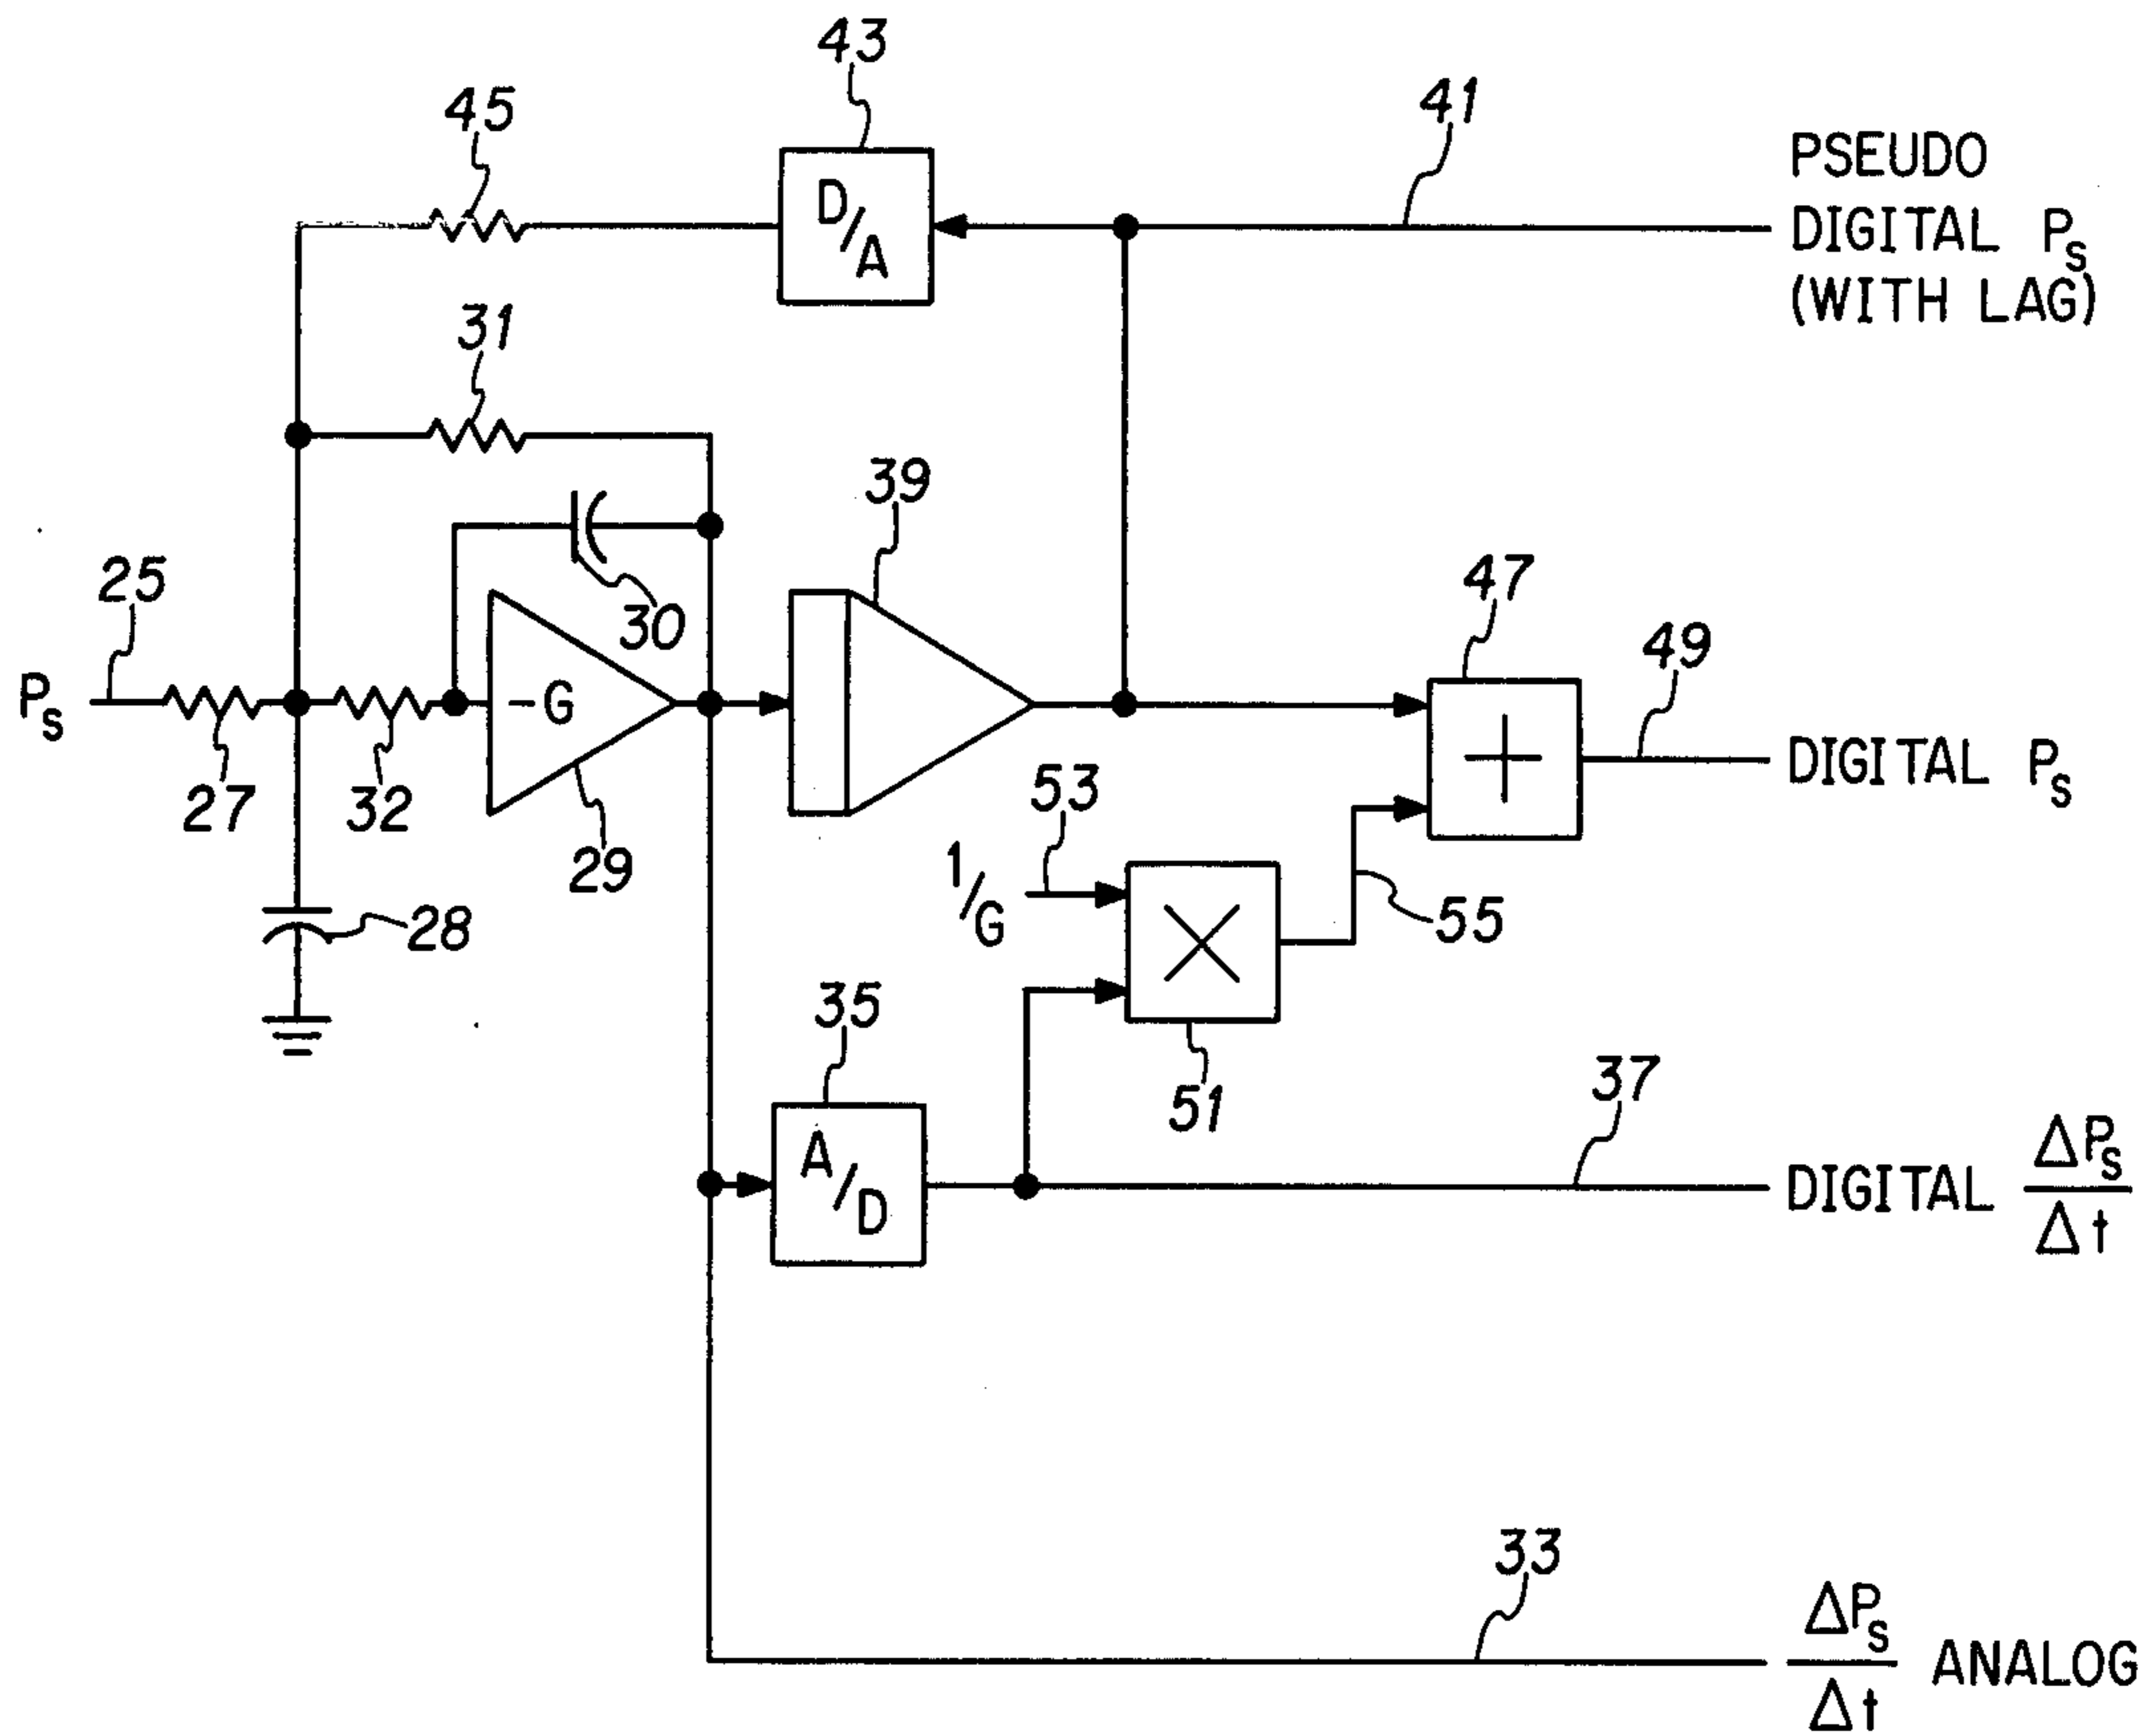 43
45
41
PSEUDO
D/A
DIGITAL Ps
(WITH LAG)
31
39
25
30
47
49
Ps
-G
+
DIGITAL Ps
27
32
29
53
1/G
28
55
35
51
37
A/D
DIGITAL ΔPs/Δt
33
ΔPs/Δt ANALOG